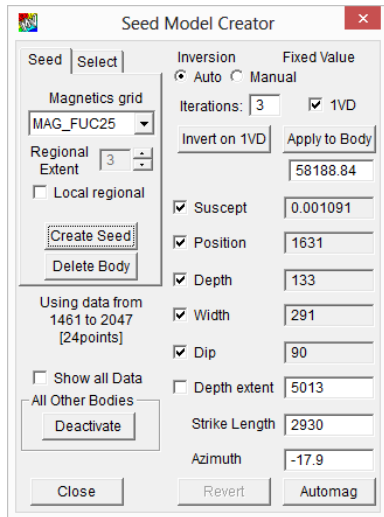 Seed Model Creator
Seed Select
Inversion Fixed Value
Auto Manual
Magnetics grid
Iterations: 3 1VD
MAG_FUC25
Invert on 1VD Apply to Body
Regional Extent 3
58188.84
Local regional
Suscept 0.001091
Create Seed
Position 1631
Delete Body
Depth 133
Using data from
1461 to 2047
[24points]
Width 291
Dip 90
Show all Data
Depth extent 5013
All Other Bodies
Deactivate
Strike Length 2930
Azimuth -17.9
Close Revert Automag